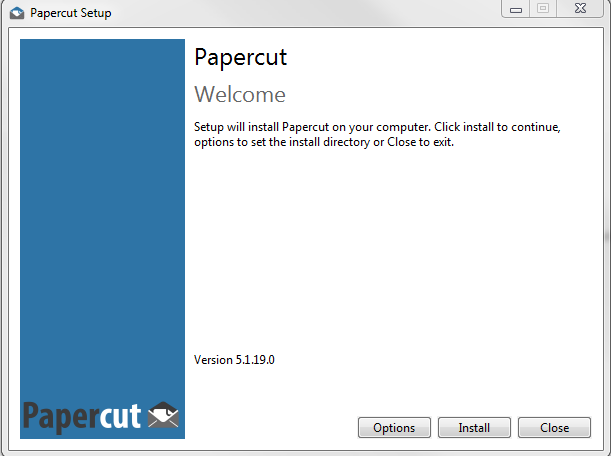 Papercut Setup
Papercut
Welcome
Setup will install Papercut on your computer. Click install to continue,
options to set the install directory or Close to exit.
Version 5.1.19.0
Papercut
Options
Install
Close